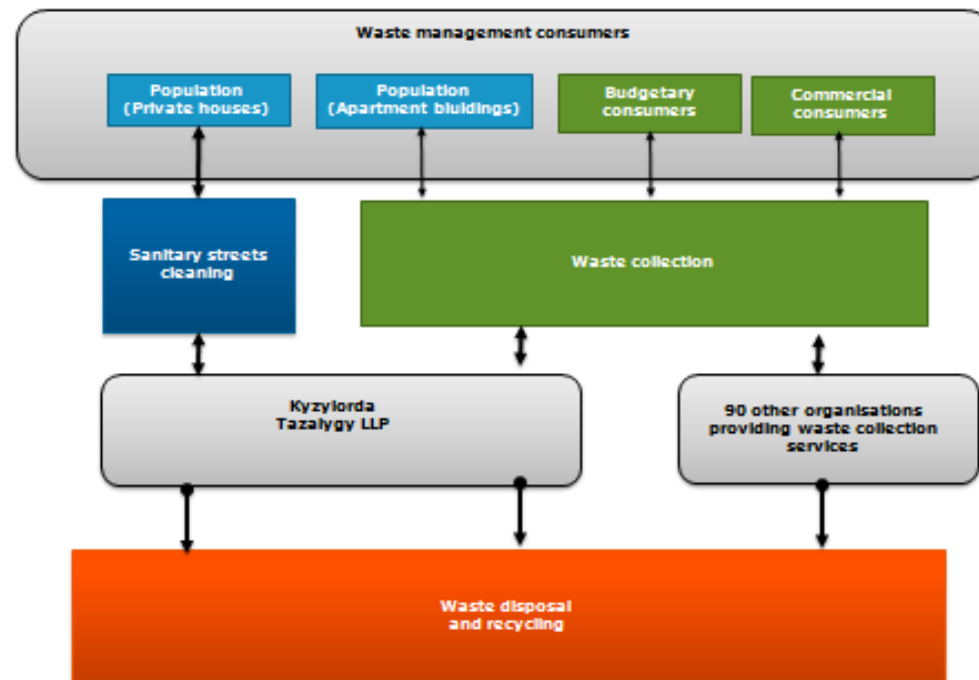 Waste management consumers
Population
(Private houses)
Population
(Apartment bluidings)
Budgetary
consumers
Commercial
consumers
Sanitary streets
cleaning
Waste collection
Kyzylorda
Tazalygy LLP
90 other organisations
providing waste collection
services
Waste disposal
and recycling